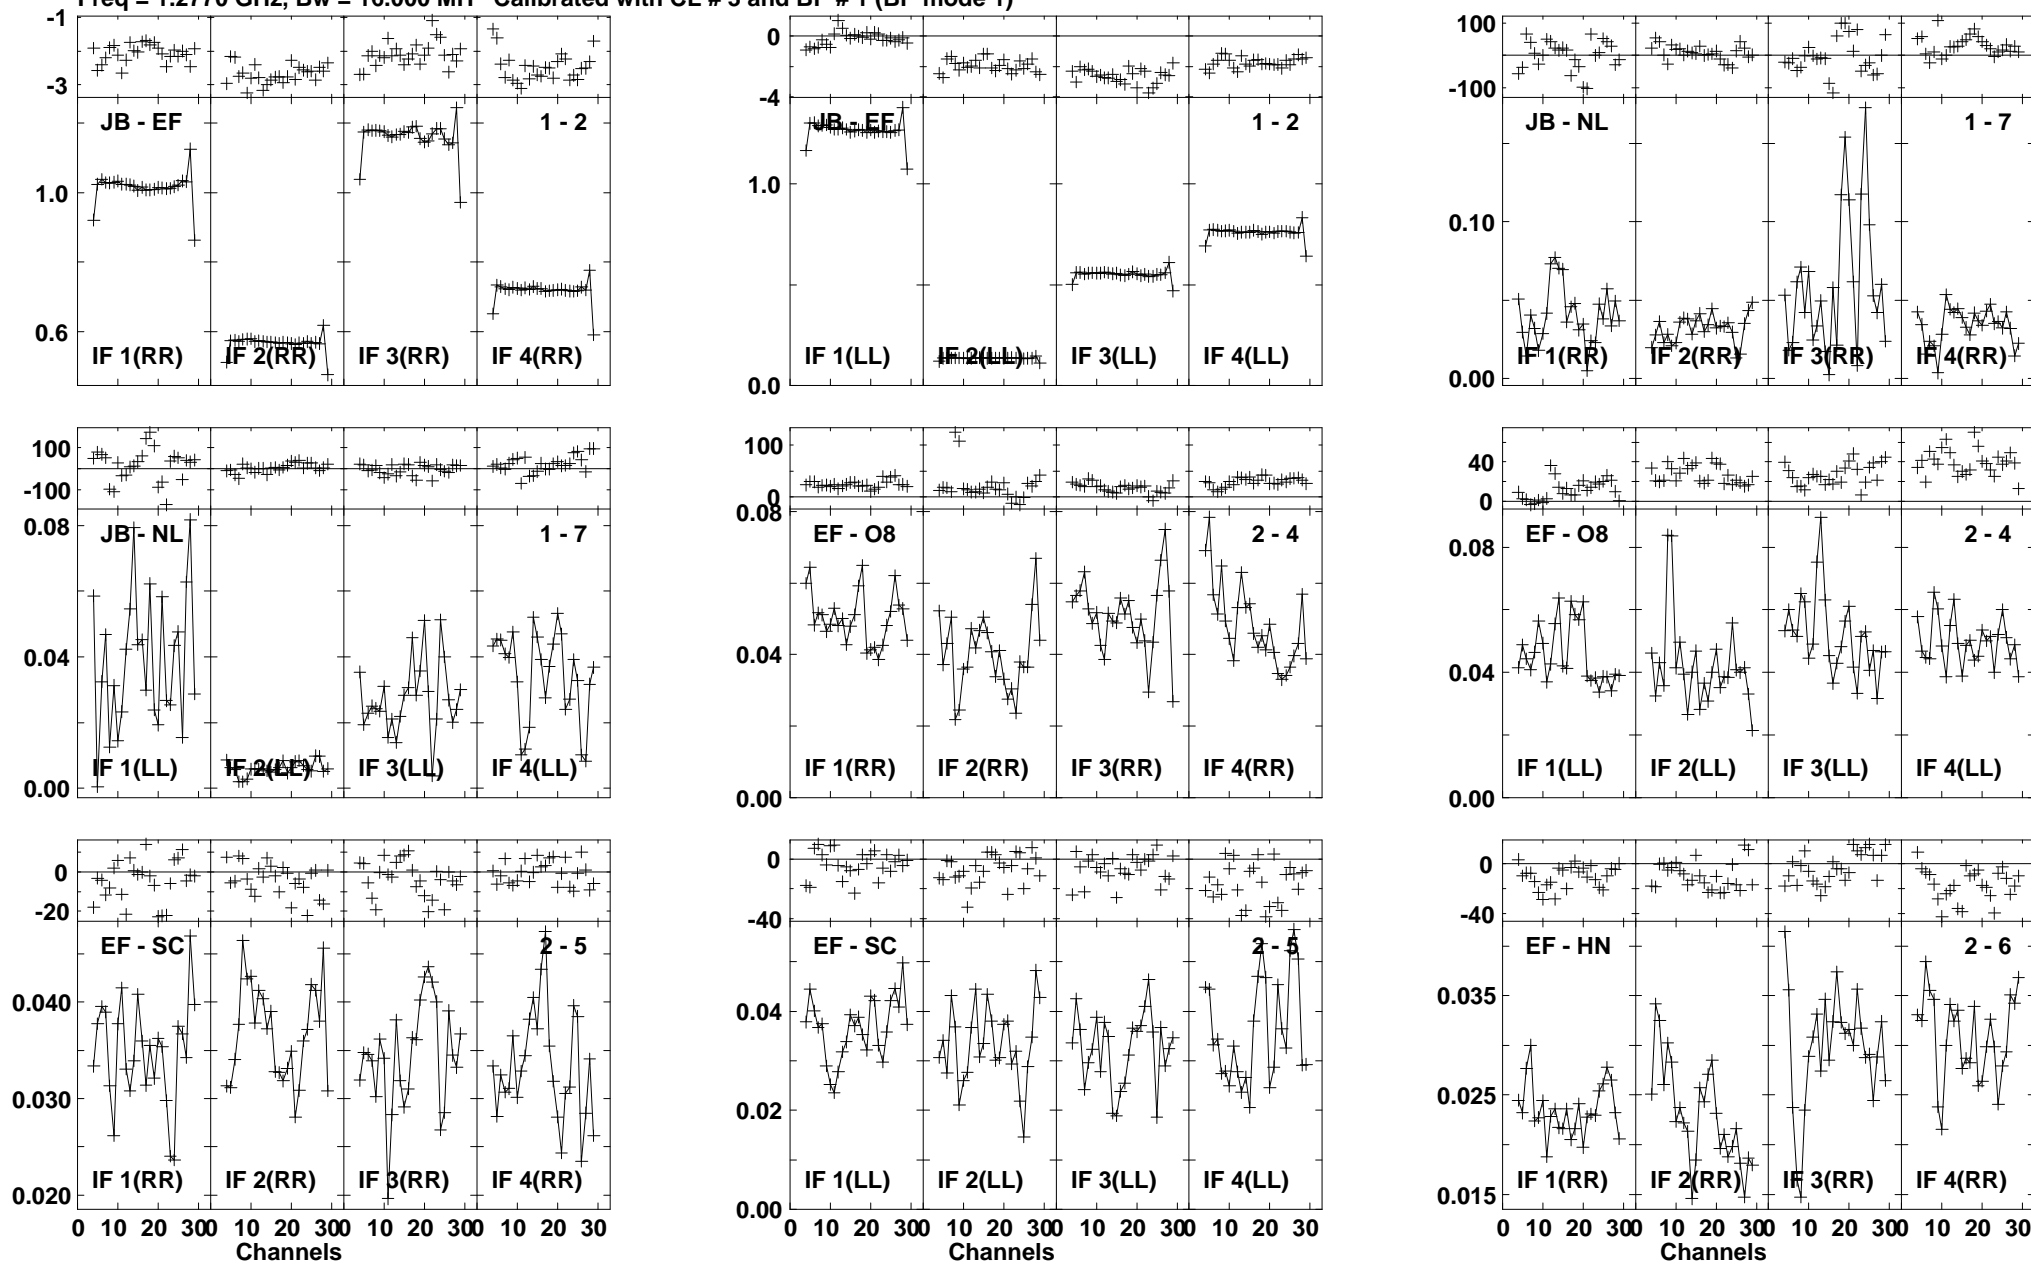 Freq = 1.2770 GHz, Bw = 16.000 MH Calibrated with CL # 3 and BP # 1 (BP mode 1)
-1
-3
JB - EF
1 - 2
1.0
0.6
IF 1(RR) IF 2(RR) IF 3(RR) IF 4(RR)
0
-4
JB - EF
1 - 2
1.0
0.0
IF 1(LL) IF 2(LL) IF 3(LL) IF 4(LL)
100
-100
JB - NL
1 - 7
0.10
0.00
IF 1(RR) IF 2(RR) IF 3(RR) IF 4(RR)
100
-100
0.08
JB - NL
1 - 7
0.04
0.00
IF 1(LL) IF 2(LL) IF 3(LL) IF 4(LL)
100
0
0.08
EF - O8
2 - 4
0.04
0.00
IF 1(RR) IF 2(RR) IF 3(RR) IF 4(RR)
40
0
EF - O8
2 - 4
0.08
0.04
0.00
IF 1(LL) IF 2(LL) IF 3(LL) IF 4(LL)
0
-20
EF - SC
2 - 5
0.040
0.030
0.020
IF 1(RR) IF 2(RR) IF 3(RR) IF 4(RR)
0 10 20 30 0 10 20 30 0 10 20 30 0 10 20 30
Channels
0
-40
EF - SC
2 - 5
0.04
0.02
0.00
IF 1(LL) IF 2(LL) IF 3(LL) IF 4(LL)
0 10 20 30 0 10 20 30 0 10 20 30 0 10 20 30
Channels
0
-40
EF - HN
2 - 6
0.035
0.025
0.015
IF 1(RR) IF 2(RR) IF 3(RR) IF 4(RR)
0 10 20 30 0 10 20 30 0 10 20 30 0 10 20 30
Channels